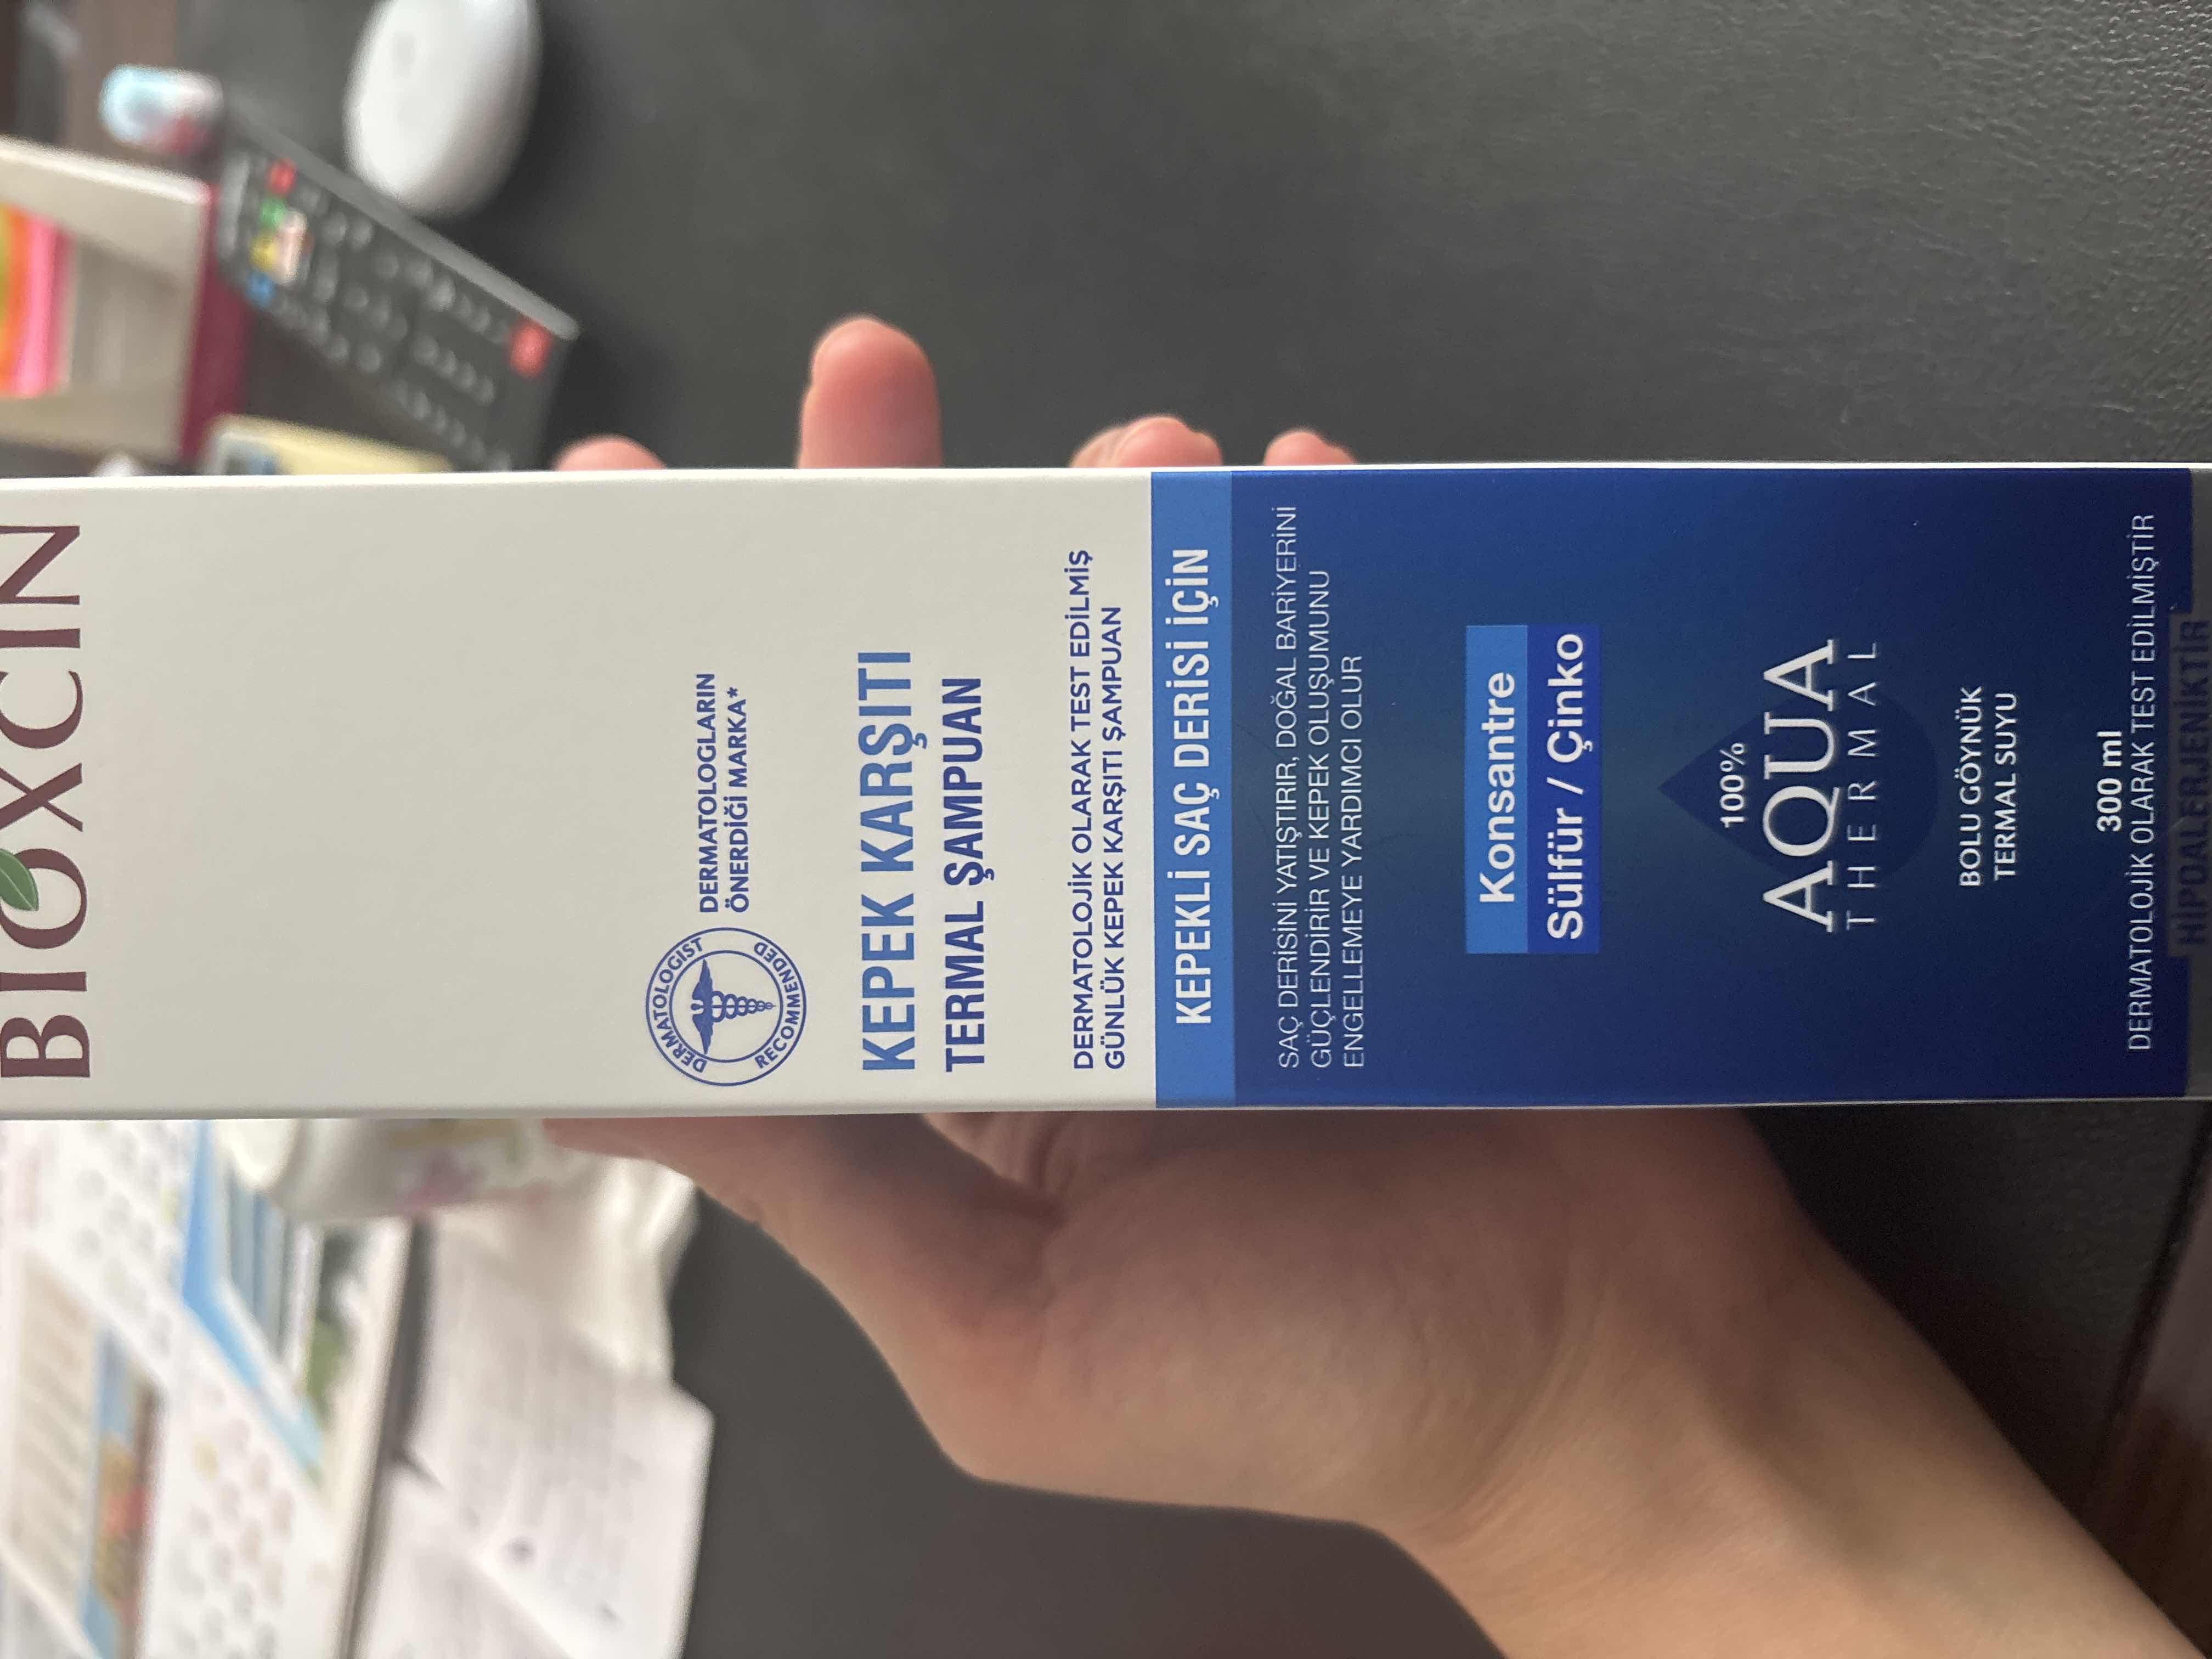 BIOXCIN
DERMATOLOGIST
RECOMMENDED
DERMATOLOGLARIN
ÖNERDİĞİ MARKA*
KEPEK KARŞITI
TERMAL ŞAMPUAN
DERMATOLOJİK OLARAK TEST EDİLMİŞ
GÜNLÜK KEPEK KARŞITI ŞAMPUAN
KEPEKLİ SAÇ DERİSİ İÇİN
SAÇ DERİSİNİ YATIŞTIRIR, DOĞAL BARİYERİNİ
GÜÇLENDİRİR VE KEPEK OLUŞUMUNU
ENGELLEMEYE YARDIMCI OLUR
Konsantre
Sülfür / Çinko
100%
AQUA
THERMAL
BOLU GÖYNÜK
TERMAL SUYU
300 ml
DERMATOLOJİK OLARAK TEST EDİLMİŞTİR
HİPOALERJENİKTİR